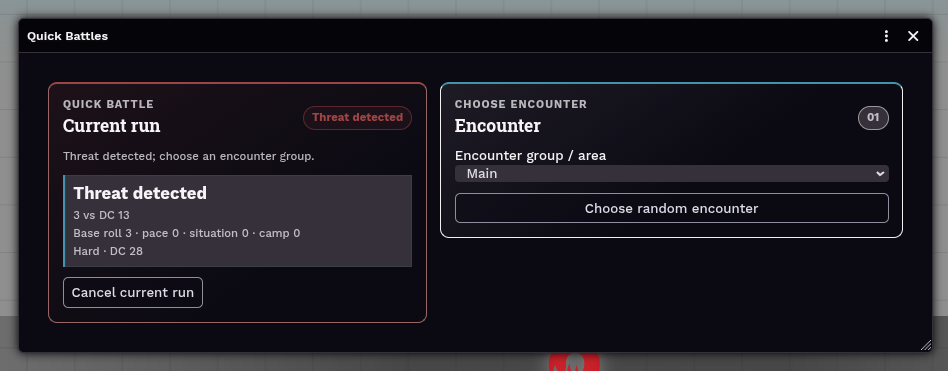 Quick Battles
QUICK BATTLE
Current run
Threat detected
Threat detected; choose an encounter group.
Threat detected
3 vs DC 13
Base roll 3 · pace 0 · situation 0 · camp 0
Hard · DC 28
Cancel current run
CHOOSE ENCOUNTER
Encounter
01
Encounter group / area
Main
Choose random encounter